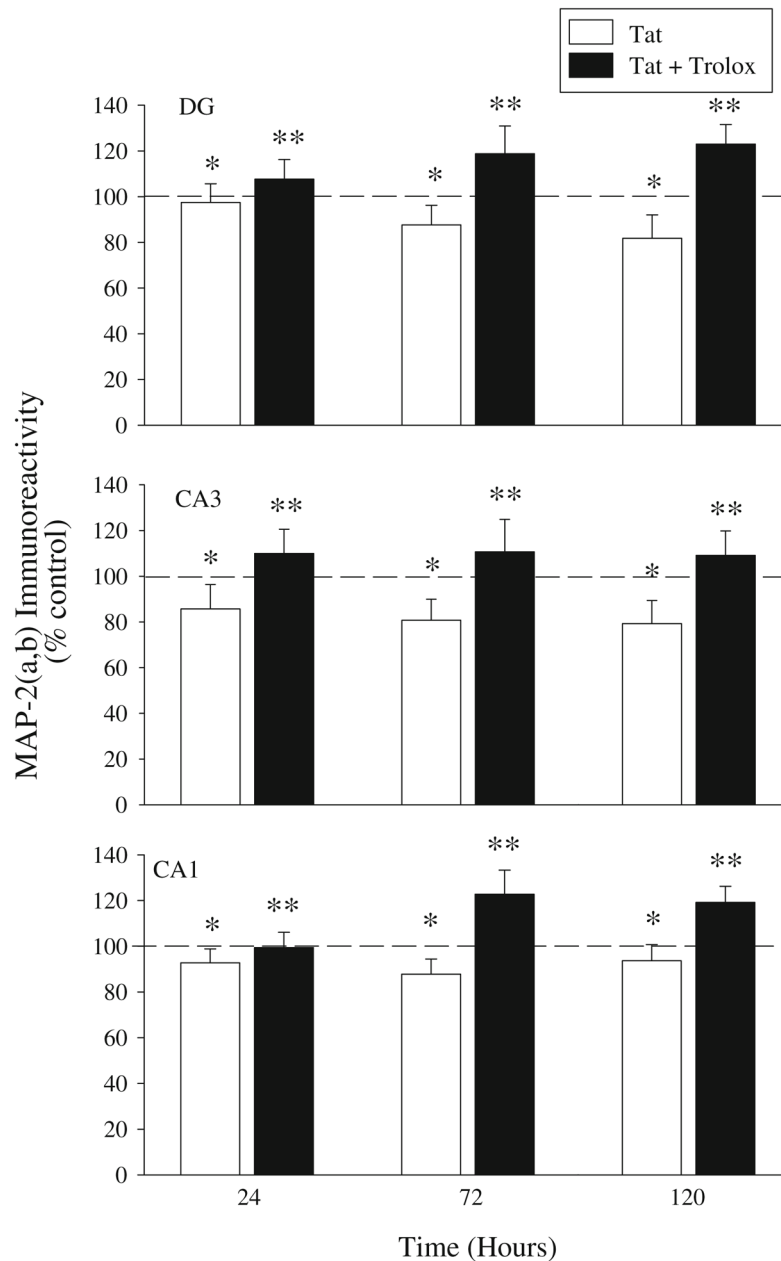 Tat
Tat + Trolox
DG
140
120
100
80
60
40
20
0
* ** * ** * **
CA3
140
120
100
80
60
40
20
0
* ** * ** * **
CA1
140
120
100
80
60
40
20
0
* ** * ** * **
MAP-2(a,b) Immunoreactivity
(% control)
24 72 120
Time (Hours)